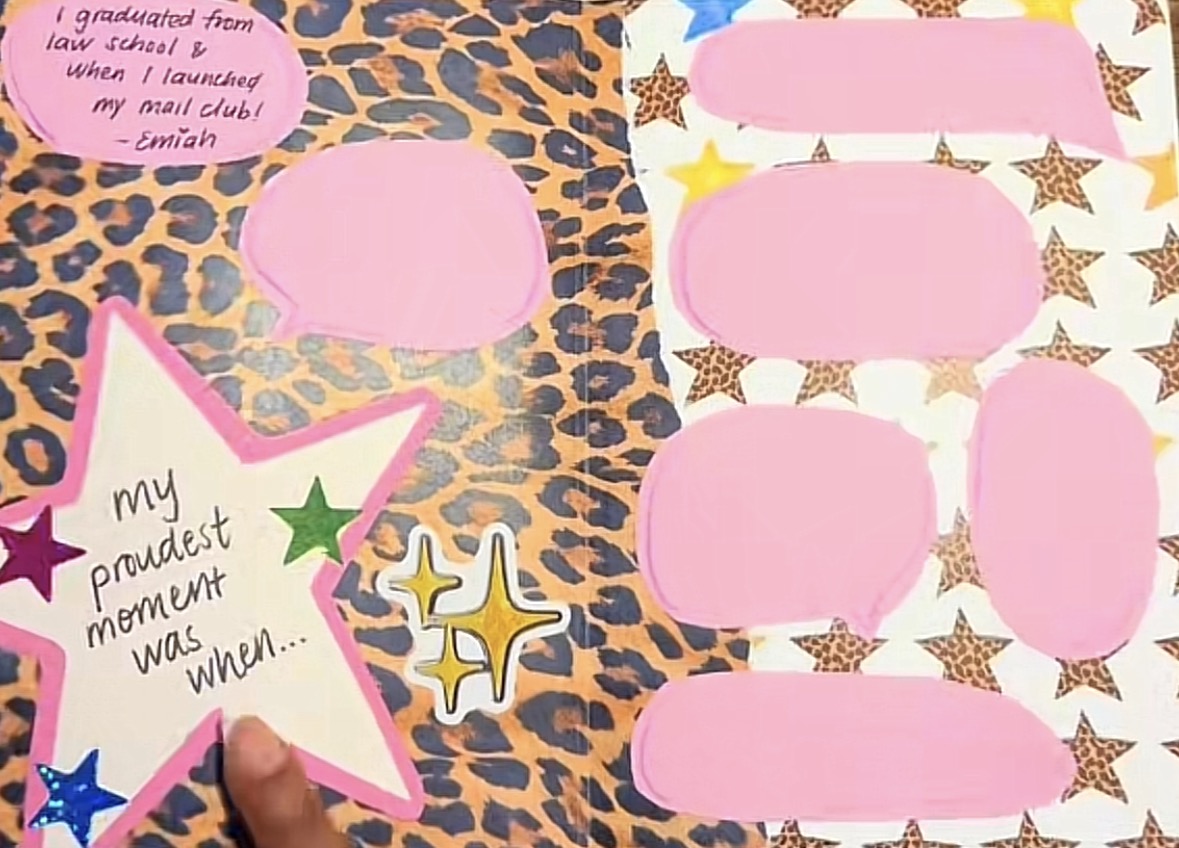 I graduated from
law school &
when I launched
my mail club!
- Emiah
my
proudest
moment
was
when...